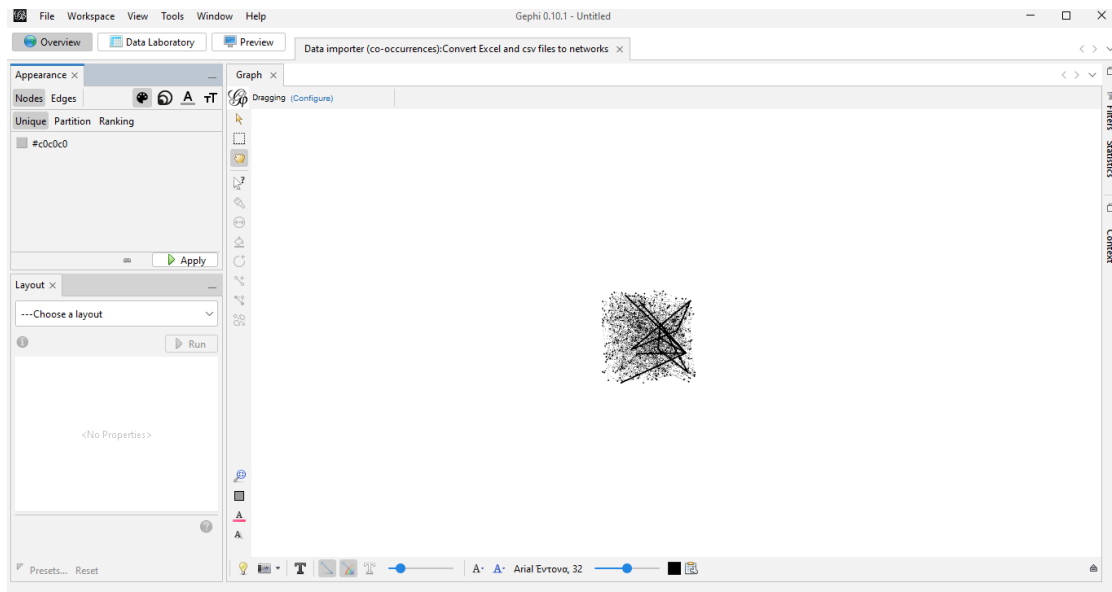 File Workspace View Tools Window Help Gephi 0.10.1 - Untitled
Overview Data Laboratory Preview Data importer (co-occurrences):Convert Excel and csv files to networks
Appearance Graph
Nodes Edges A TT Dragging (Configure)
Unique Partition Ranking
#c0c0c0
Filters
Statistics
Context
Apply
Layout
---Choose a layout
Run
<No Properties>
A
A
Presets... Reset
T T A- A- Arial Έντονα, 32